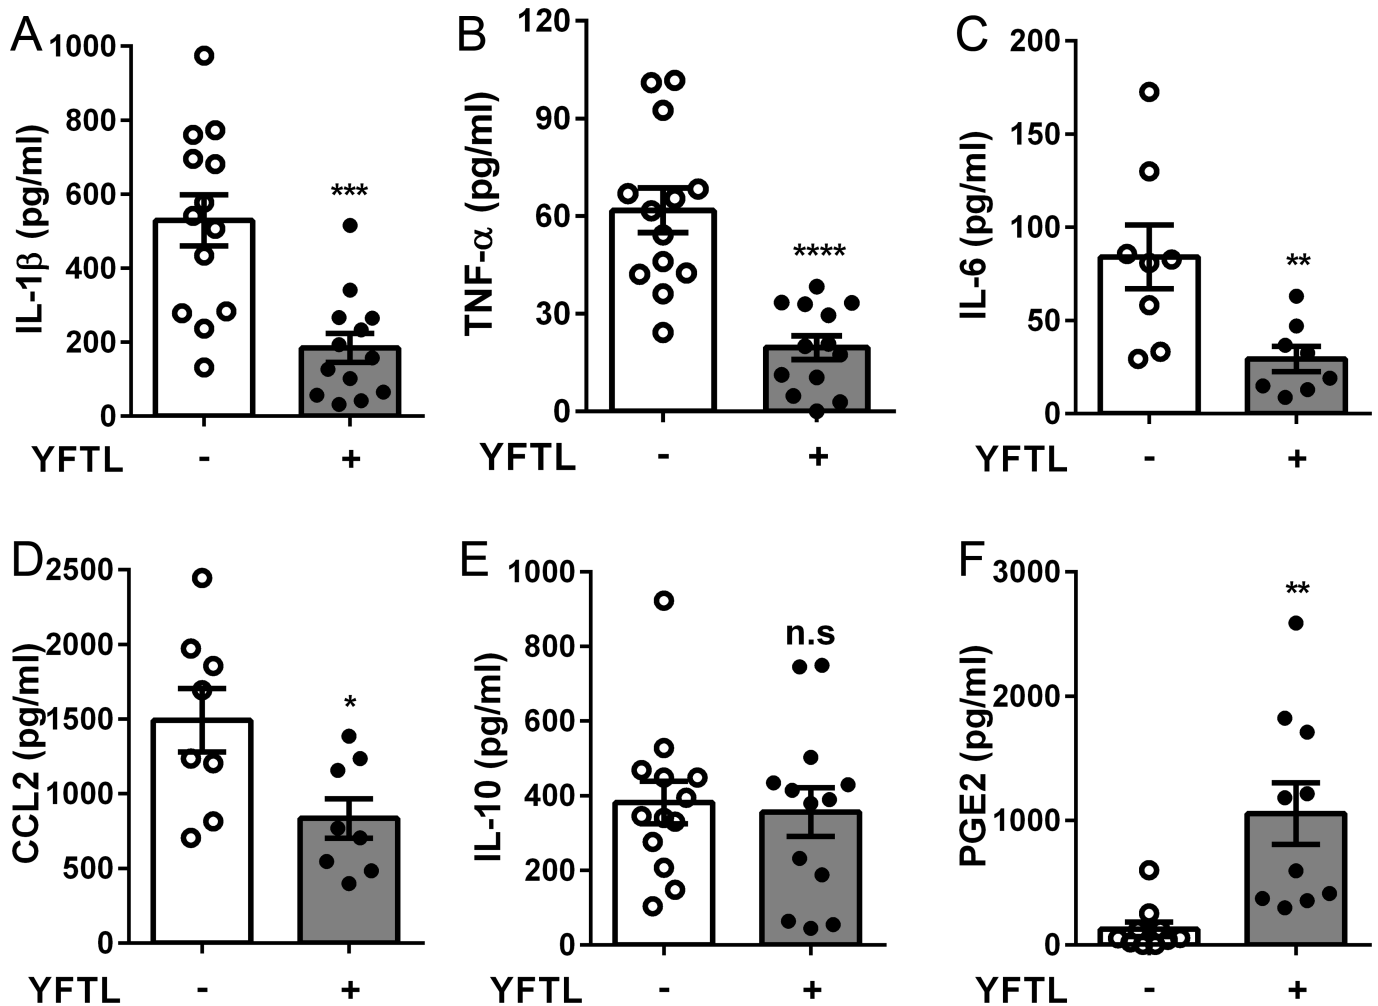 A
IL-1β (pg/ml)
1000
800
600
400
200
0
***
YFTL - +
B
TNF-α (pg/ml)
120
90
60
30
0
****
YFTL - +
C
IL-6 (pg/ml)
200
150
100
50
0
**
YFTL - +
D
CCL2 (pg/ml)
2500
2000
1500
1000
500
0
*
YFTL - +
E
IL-10 (pg/ml)
1000
800
600
400
200
0
n.s
YFTL - +
F
PGE2 (pg/ml)
3000
2000
1000
0
**
YFTL - +